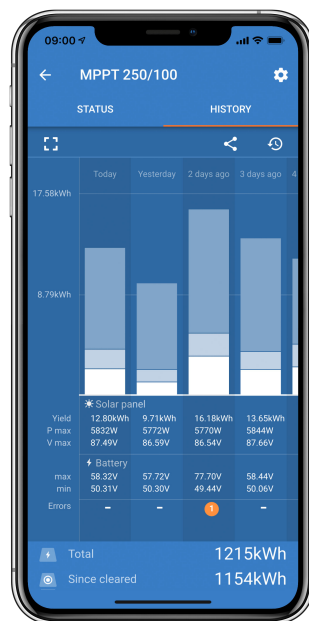 09:00
MPPT 250/100
STATUS HISTORY
Today Yesterday 2 days ago 3 days ago 4
17.58kWh
8.79kWh
Solar panel
Yield 12.80kWh 9.71kWh 16.18kWh 13.65kWh
P max 5832W 5772W 5770W 5844W
V max 87.49V 86.59V 86.54V 87.66V
Battery
max 58.32V 57.72V 77.70V 58.44V
min 50.31V 50.30V 49.44V 50.06V
Errors - - 1 -
Total 1215kWh
Since cleared 1154kWh